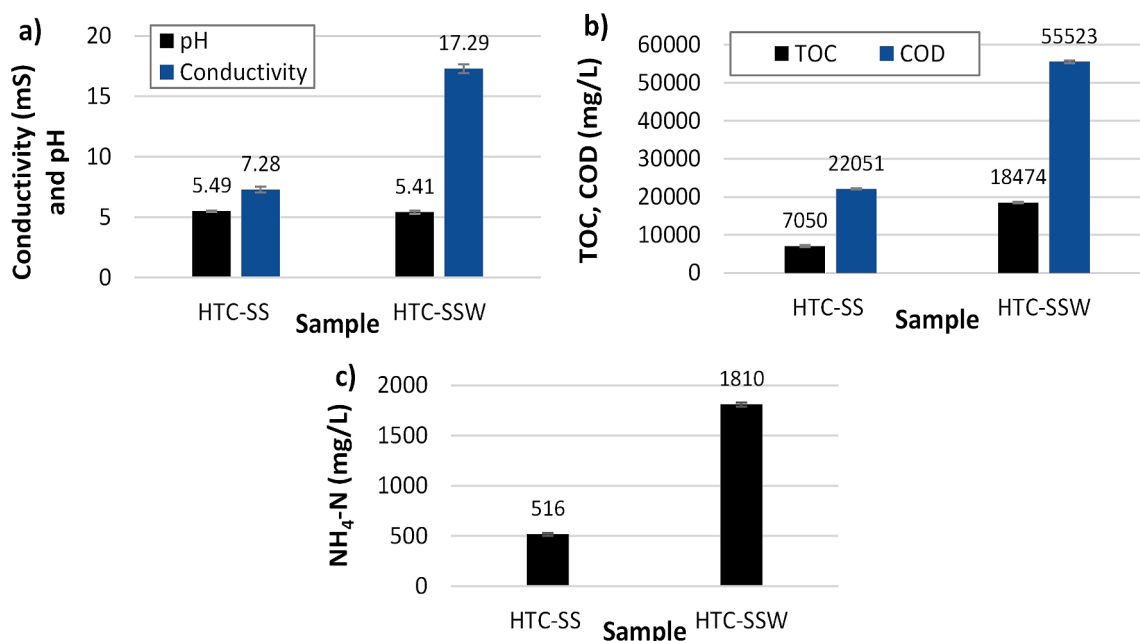 a)
20
15
10
5
0
Conductivity (mS)
and pH
pH
Conductivity
5.49
7.28
5.41
17.29
HTC-SS
HTC-SSW
Sample
b)
60000
50000
40000
30000
20000
10000
0
TOC, COD (mg/L)
TOC
COD
7050
22051
18474
55523
HTC-SS
HTC-SSW
Sample
c)
2000
1500
1000
500
0
NH₄-N (mg/L)
516
1810
HTC-SS
HTC-SSW
Sample